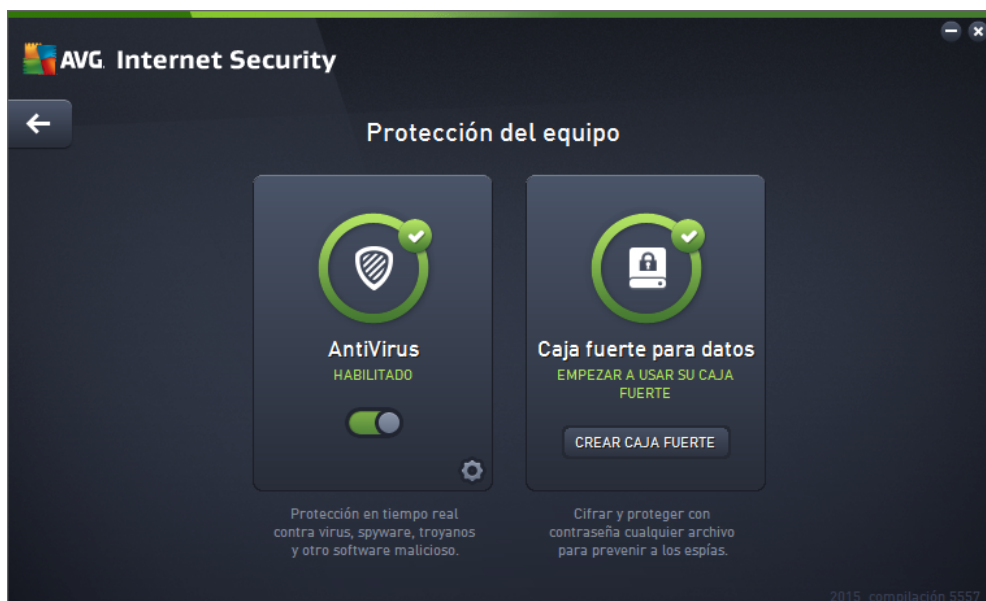 AVG. Internet Security
Protección del equipo
AntiVirus
HABILITADO
Protección en tiempo real
contra virus, spyware, troyanos
y otro software malicioso.
Caja fuerte para datos
EMPEZAR A USAR SU CAJA
FUERTE
CREAR CAJA FUERTE
Cifrar y proteger con
contraseña cualquier archivo
para prevenir a los espías.
2015 compilación 5557